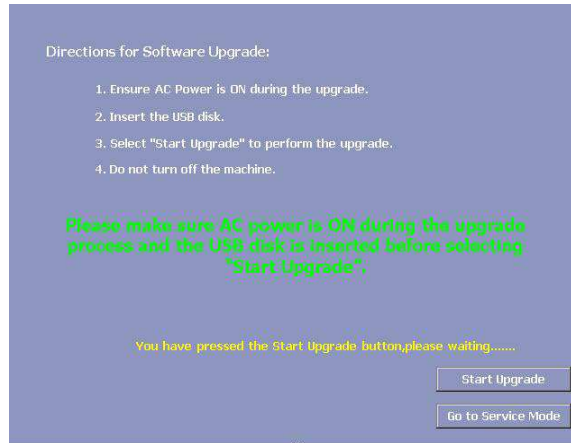 Directions for Software Upgrade:
1. Ensure AC Power is ON during the upgrade.
2. Insert the USB disk.
3. Select "Start Upgrade" to perform the upgrade.
4. Do not turn off the machine.
Please make sure AC power is ON during the upgrade
process and the USB disk is inserted before selecting
"Start Upgrade".
You have pressed the Start Upgrade button,please waiting.......
Start Upgrade
Go to Service Mode